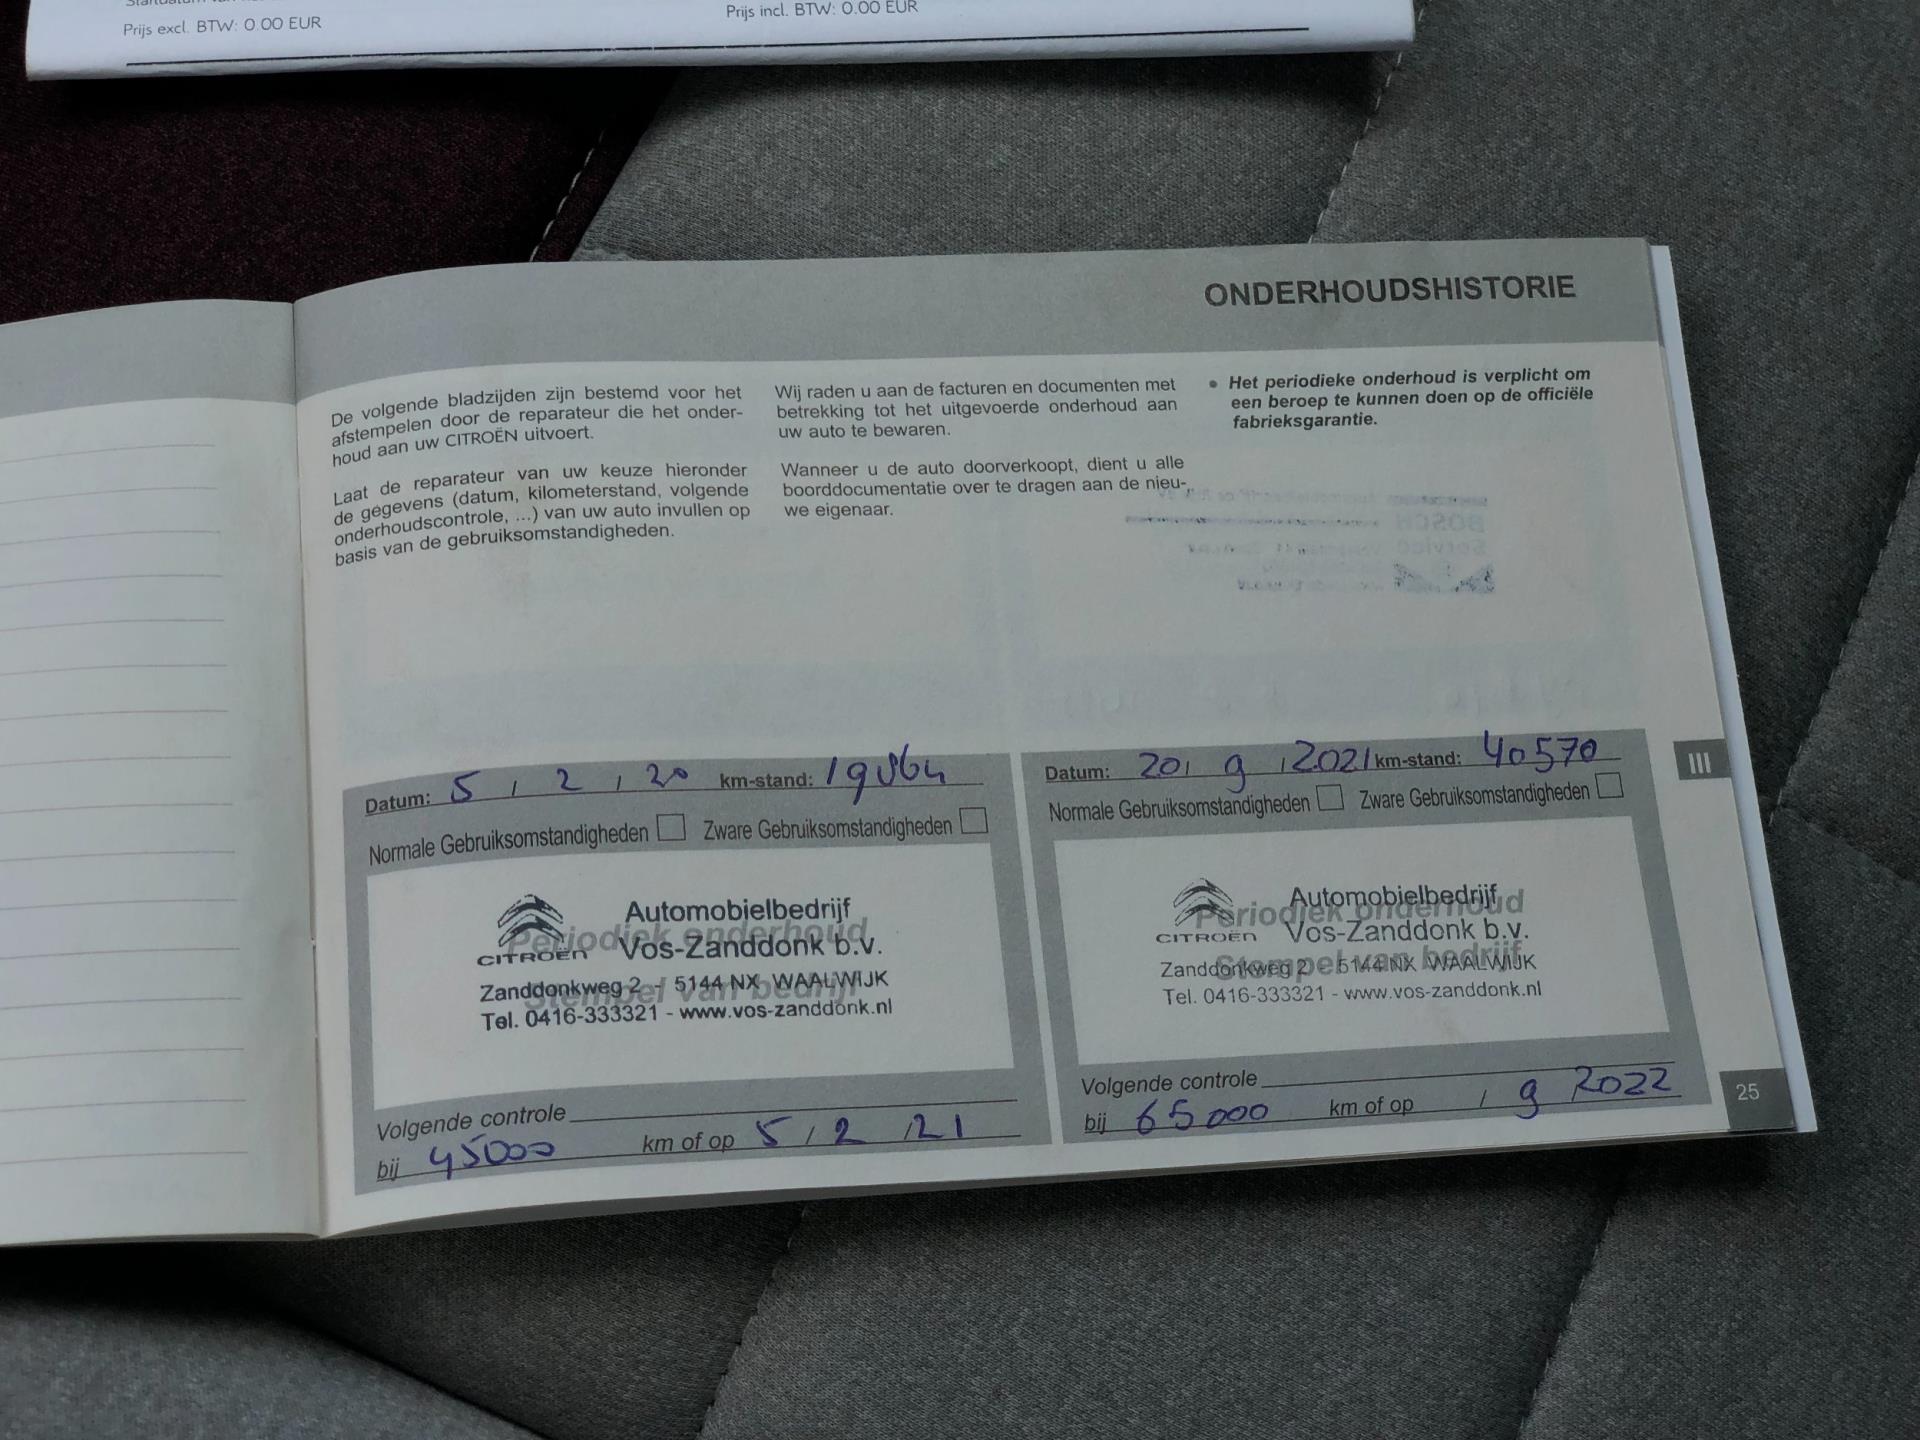 Prijs excl. BTW: 0.00 EUR
Prijs incl. BTW: 0.00 EUR
ONDERHOUDSHISTORIE
De volgende bladzijden zijn bestemd voor het
afstempelen door de reparateur die het onder-
houd aan uw CITROËN uitvoert.
Laat de reparateur van uw keuze hieronder
de gegevens (datum, kilometerstand, volgende
onderhoudscontrole, ...) van uw auto invullen op
basis van de gebruiksomstandigheden.
Wij raden u aan de facturen en documenten met
betrekking tot het uitgevoerde onderhoud aan
uw auto te bewaren.
Wanneer u de auto doorverkoopt, dient u alle
boorddocumentatie over te dragen aan de nieu-
we eigenaar.
• Het periodieke onderhoud is verplicht om
een beroep te kunnen doen op de officiële
fabrieksgarantie.
Datum: 5 / 2 / 20 km-stand: 19864
Normale Gebruiksomstandigheden Zware Gebruiksomstandigheden
Periodiek onderhoud
Stempel van bedrijf
CITROËN
Automobielbedrijf
Vos-Zanddonk b.v.
Zanddonkweg 2 - 5144 NX WAALWIJK
Tel. 0416-333321 - www.vos-zanddonk.nl
Volgende controle
bij 45000 km of op 5 / 2 / 21
Datum: 20 / 9 / 2021 km-stand: 40570
Normale Gebruiksomstandigheden Zware Gebruiksomstandigheden
Periodiek onderhoud
Stempel van bedrijf
CITROËN
Automobielbedrijf
Vos-Zanddonk b.v.
Zanddonkweg 2 - 5144 NX WAALWIJK
Tel. 0416-333321 - www.vos-zanddonk.nl
Volgende controle
bij 65000 km of op / 9 2022
III
25